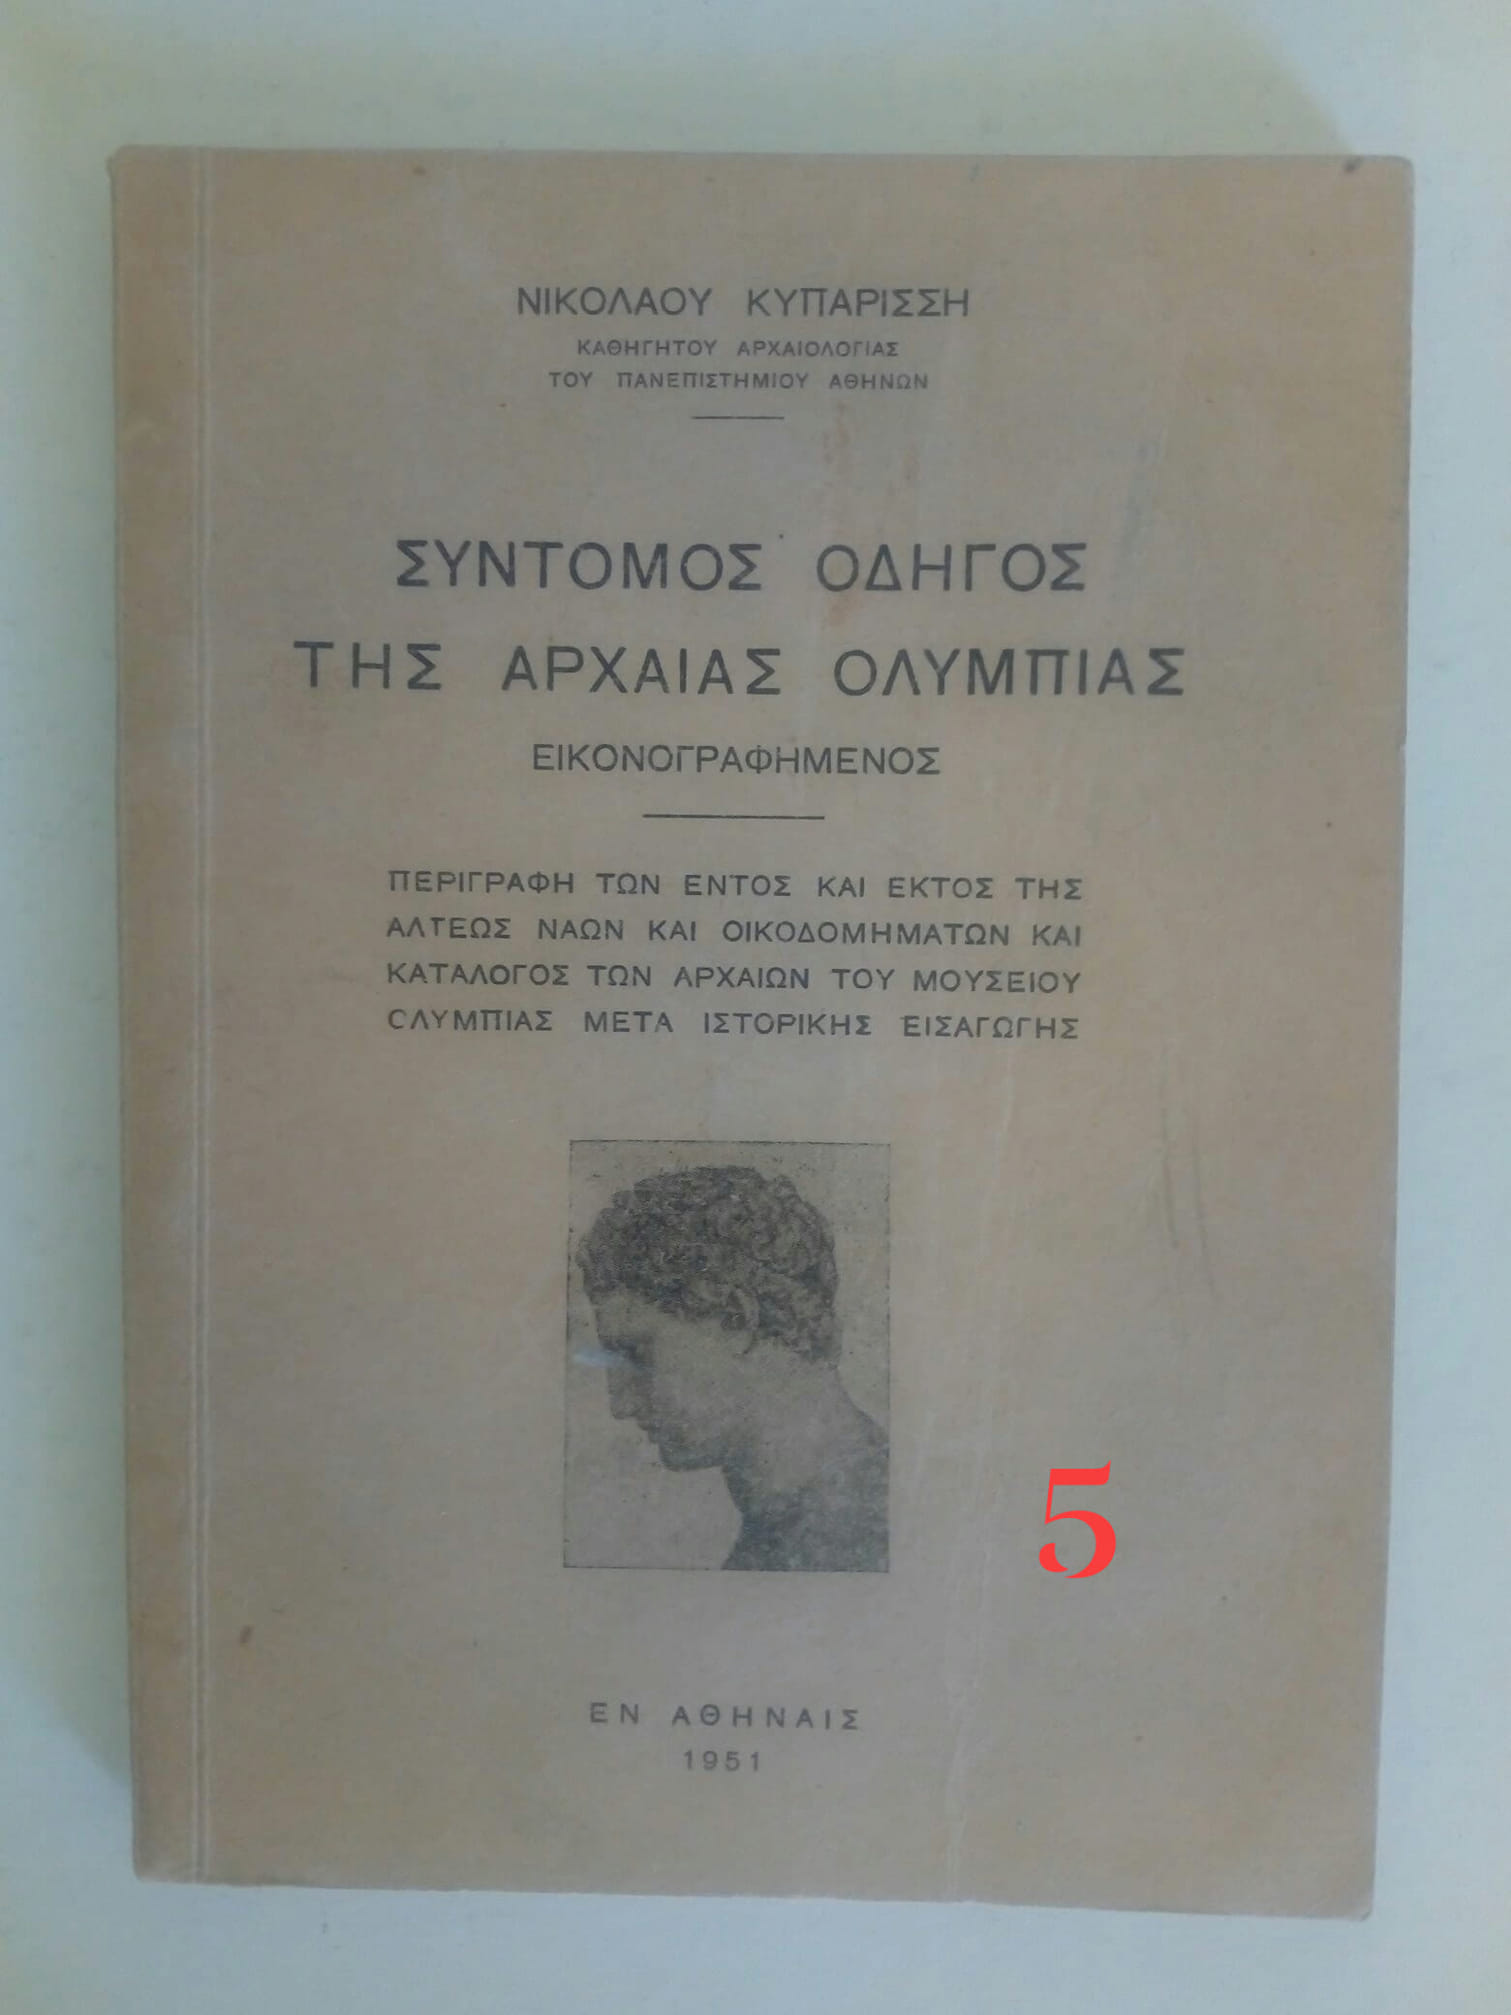 ΝΙΚΟΛΑΟΥ ΚΥΠΑΡΙΣΣΗ
ΚΑΘΗΓΗΤΟΥ ΑΡΧΑΙΟΛΟΓΙΑΣ
ΤΟΥ ΠΑΝΕΠΙΣΤΗΜΙΟΥ ΑΘΗΝΩΝ
ΣΥΝΤΟΜΟΣ ΟΔΗΓΟΣ
ΤΗΣ ΑΡΧΑΙΑΣ ΟΛΥΜΠΙΑΣ
ΕΙΚΟΝΟΓΡΑΦΗΜΕΝΟΣ
ΠΕΡΙΓΡΑΦΗ ΤΩΝ ΕΝΤΟΣ ΚΑΙ ΕΚΤΟΣ ΤΗΣ
ΑΛΤΕΩΣ ΝΑΩΝ ΚΑΙ ΟΙΚΟΔΟΜΗΜΑΤΩΝ ΚΑΙ
ΚΑΤΑΛΟΓΟΣ ΤΩΝ ΑΡΧΑΙΩΝ ΤΟΥ ΜΟΥΣΕΙΟΥ
ΟΛΥΜΠΙΑΣ ΜΕΤΑ ΙΣΤΟΡΙΚΗΣ ΕΙΣΑΓΩΓΗΣ
5
ΕΝ ΑΘΗΝΑΙΣ
1951